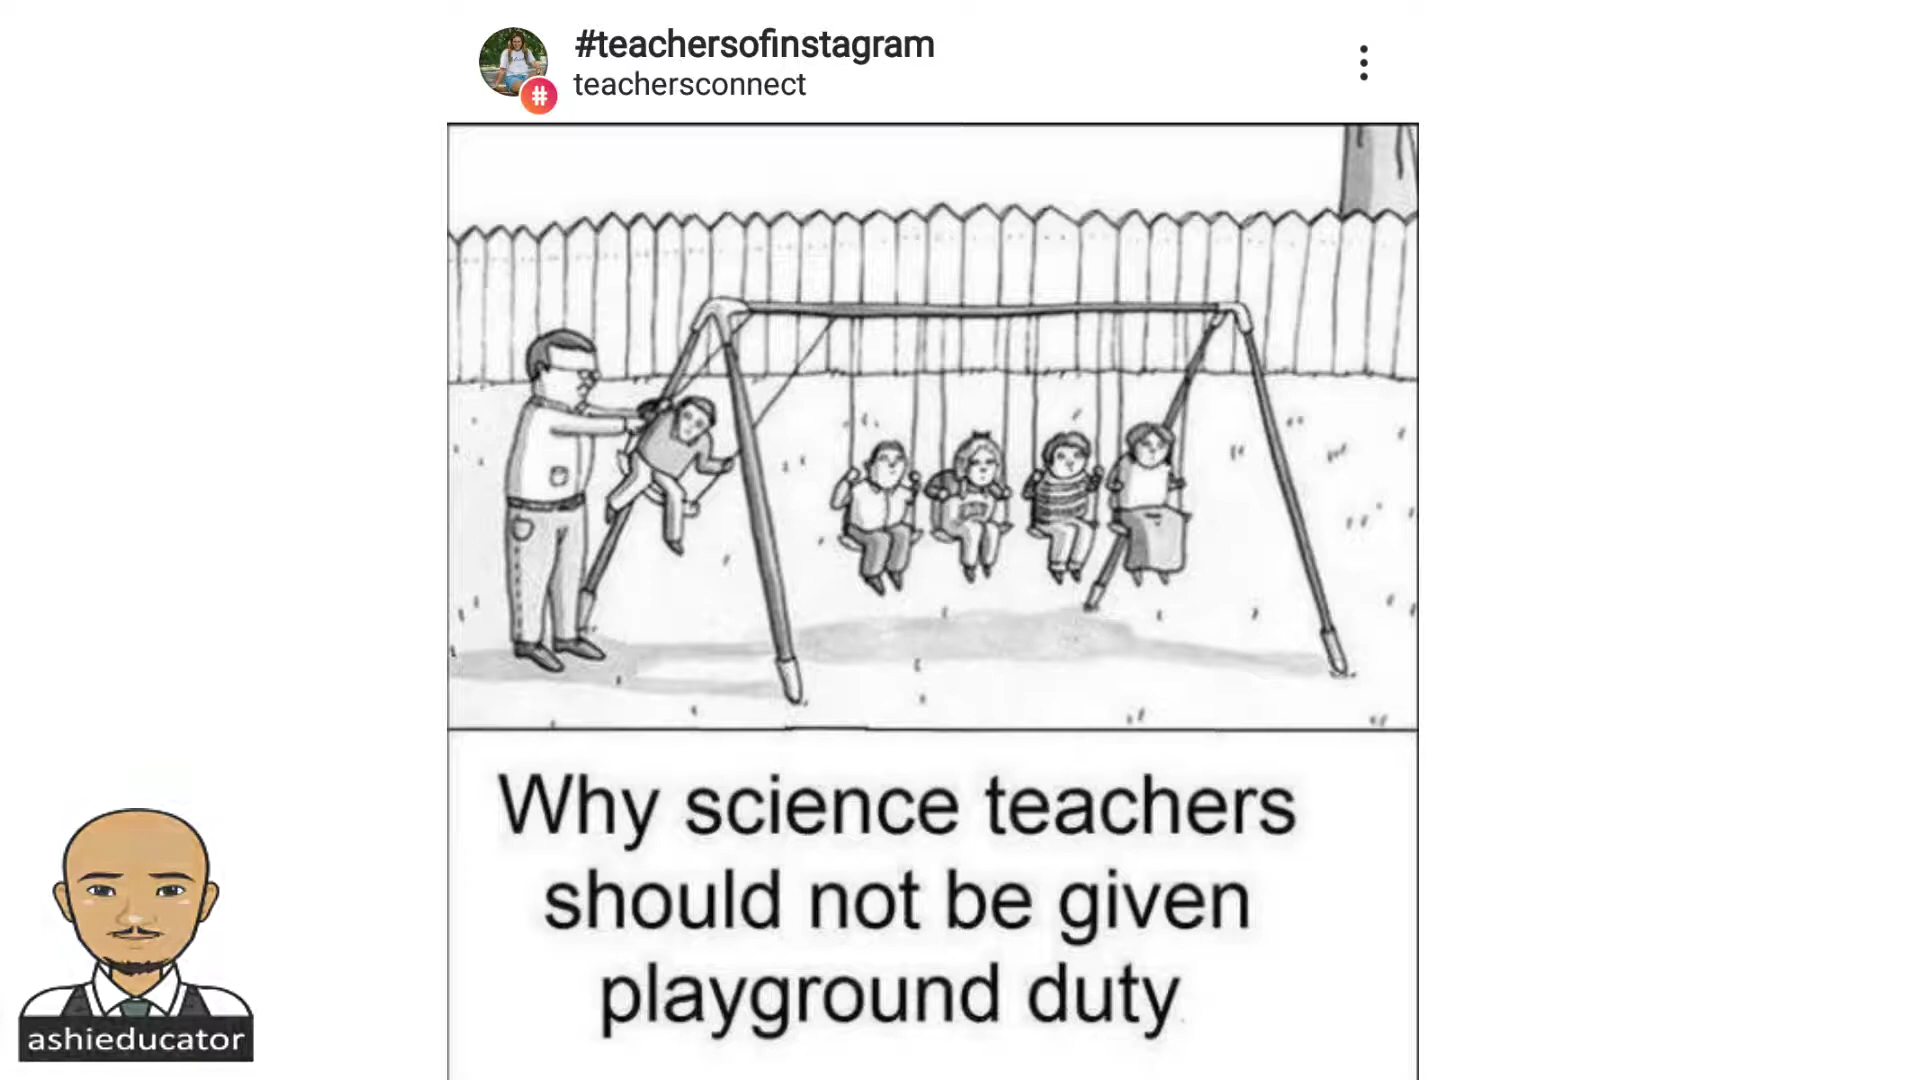 #teachersofinstagram
teachersconnect
#
Why science teachers
should not be given
playground duty
ashieducator